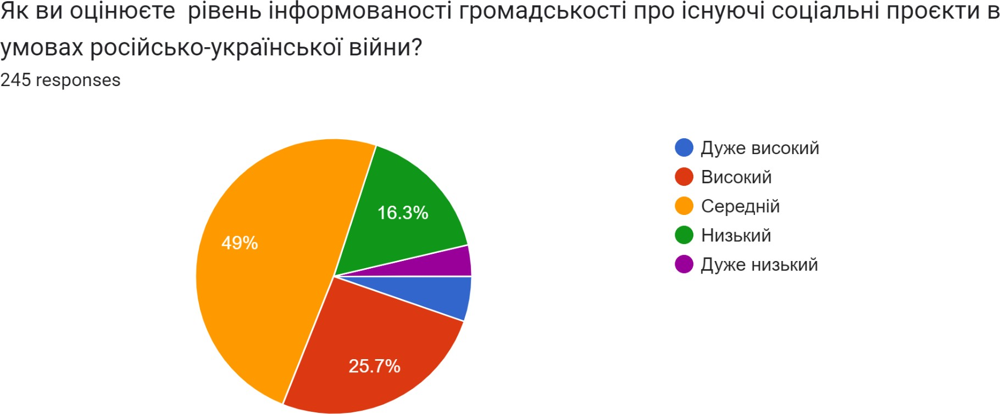 Як ви оцінюєте  рівень інформованості громадськості про існуючі соціальні проєкти в
умовах російсько-української війни?
245 responses
16.3%
49%
25.7%
Дуже високий
Високий
Середній
Низький
Дуже низький